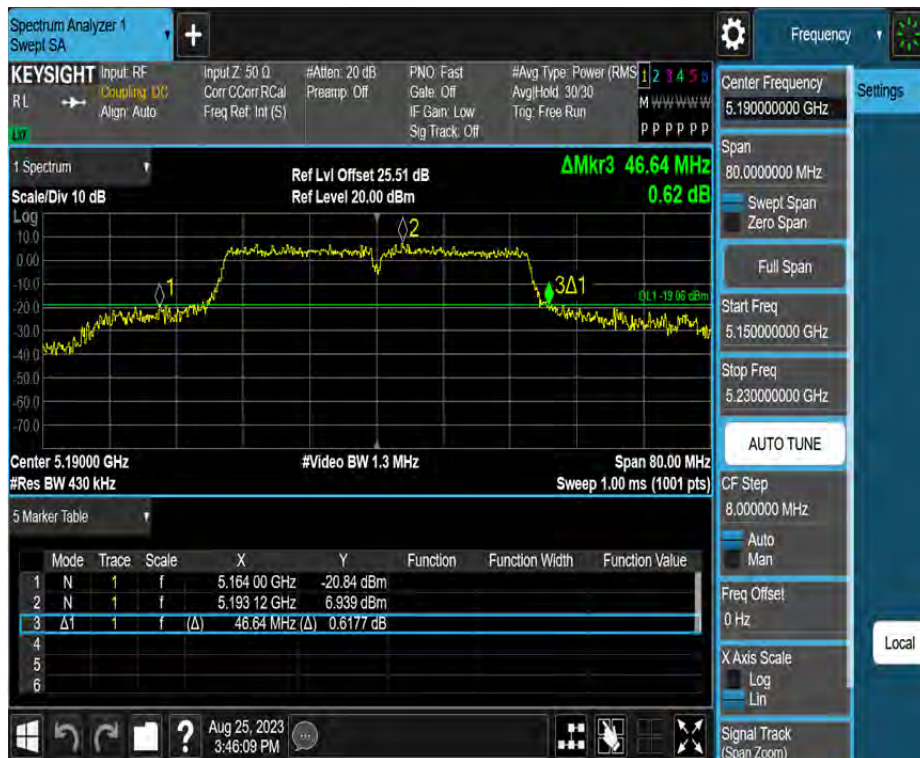 Spectrum Analyzer 1
Swept SA
+
Frequency
KEYSIGHT
RL
LXI
Input: RF
Coupling: DC
Align: Auto
Input Z: 50 Ω
Corr CCorr RCal
Freq Ref: Int (S)
#Atten: 20 dB
Preamp: Off
PNO: Fast
Gate: Off
IF Gain: Low
Sig Track: Off
#Avg Type: Power (RMS
Avg|Hold: 30/30
Trig: Free Run
1 2 3 4 5 6
M W W W W W
P P P P P P
1 Spectrum
Scale/Div 10 dB
Ref Lvl Offset 25.51 dB
Ref Level 20.00 dBm
ΔMkr3 46.64 MHz
0.62 dB
Log
10.0
0.00
-10.0
-20.0
-30.0
-40.0
-50.0
-60.0
-70.0
2
1
3Δ1
DL1 -19.06 dBm
Center 5.19000 GHz
#Video BW 1.3 MHz
Span 80.00 MHz
#Res BW 430 kHz
Sweep 1.00 ms (1001 pts)
5 Marker Table
Mode Trace Scale X Y Function Function Width Function Value
1 N 1 f 5.164 00 GHz -20.84 dBm
2 N 1 f 5.193 12 GHz 6.939 dBm
3 Δ1 1 f (Δ) 46.64 MHz (Δ) 0.6177 dB
4
5
6
?
Aug 25, 2023
3:46:09 PM
Center Frequency
5.190000000 GHz
Settings
Span
80.0000000 MHz
Swept Span
Zero Span
Full Span
Start Freq
5.150000000 GHz
Stop Freq
5.230000000 GHz
AUTO TUNE
CF Step
8.000000 MHz
Auto
Man
Freq Offset
0 Hz
Local
X Axis Scale
Log
Lin
Signal Track
(Span Zoom)